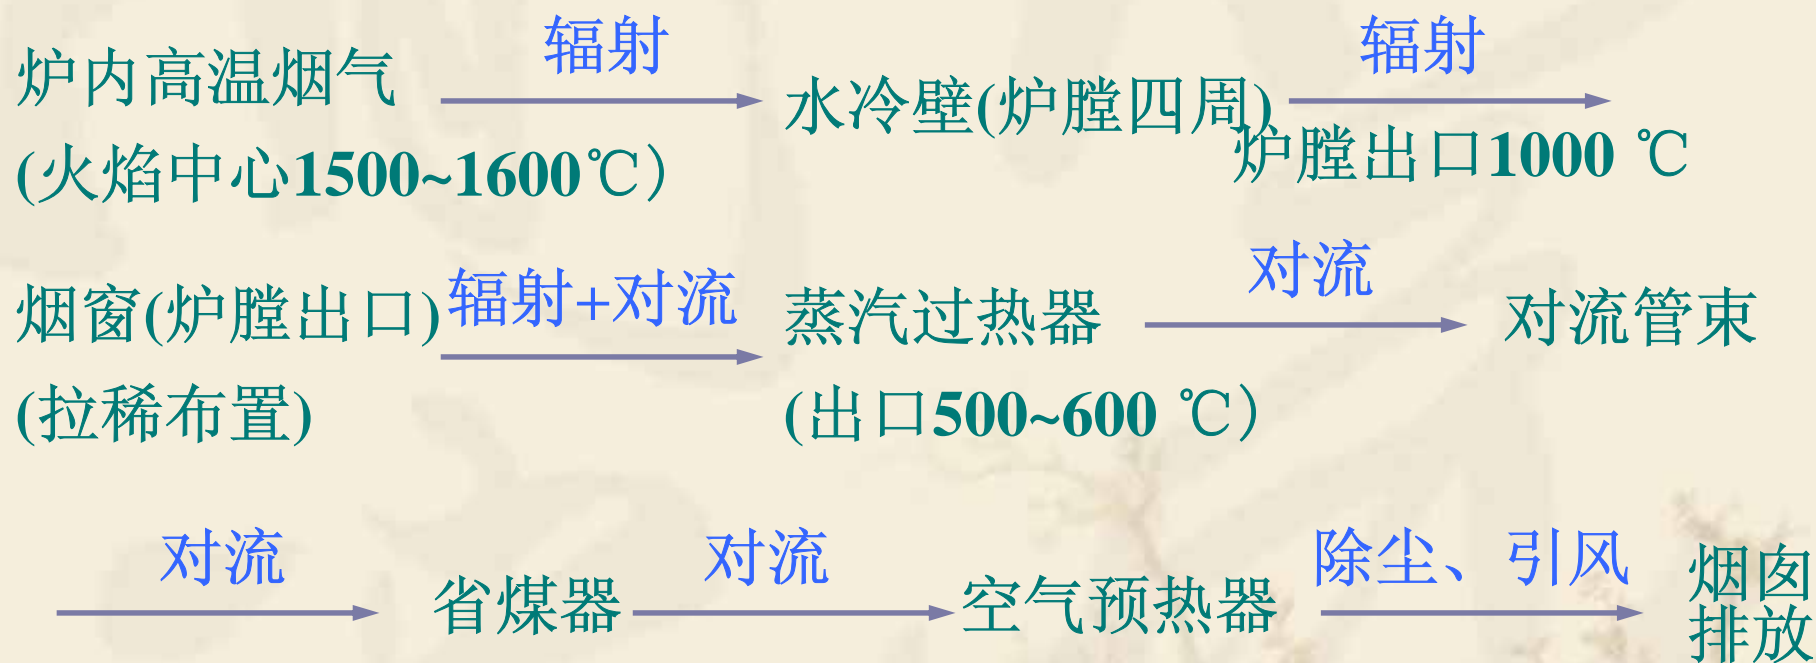 辐射 辐射
炉内高温烟气 水冷壁(炉膛四周)
(火焰中心1500~1600℃) 炉膛出口1000 ℃
辐射+对流 对流
烟窗(炉膛出口) 蒸汽过热器 对流管束
(拉稀布置) (出口500~600 ℃)
对流 对流 除尘、引风
省煤器 空气预热器 烟囱
排放